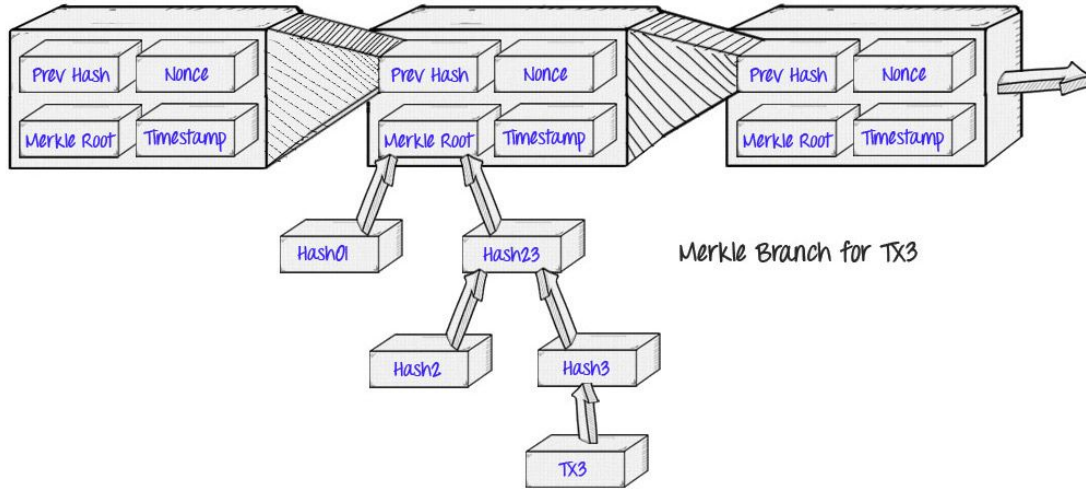 Prev Hash Nonce Prev Hash Nonce Prev Hash Nonce
Merkle Root Timestamp Merkle Root Timestamp Merkle Root Timestamp
Hash01 Hash23 Merkle Branch for TX3
Hash2 Hash3
TX3